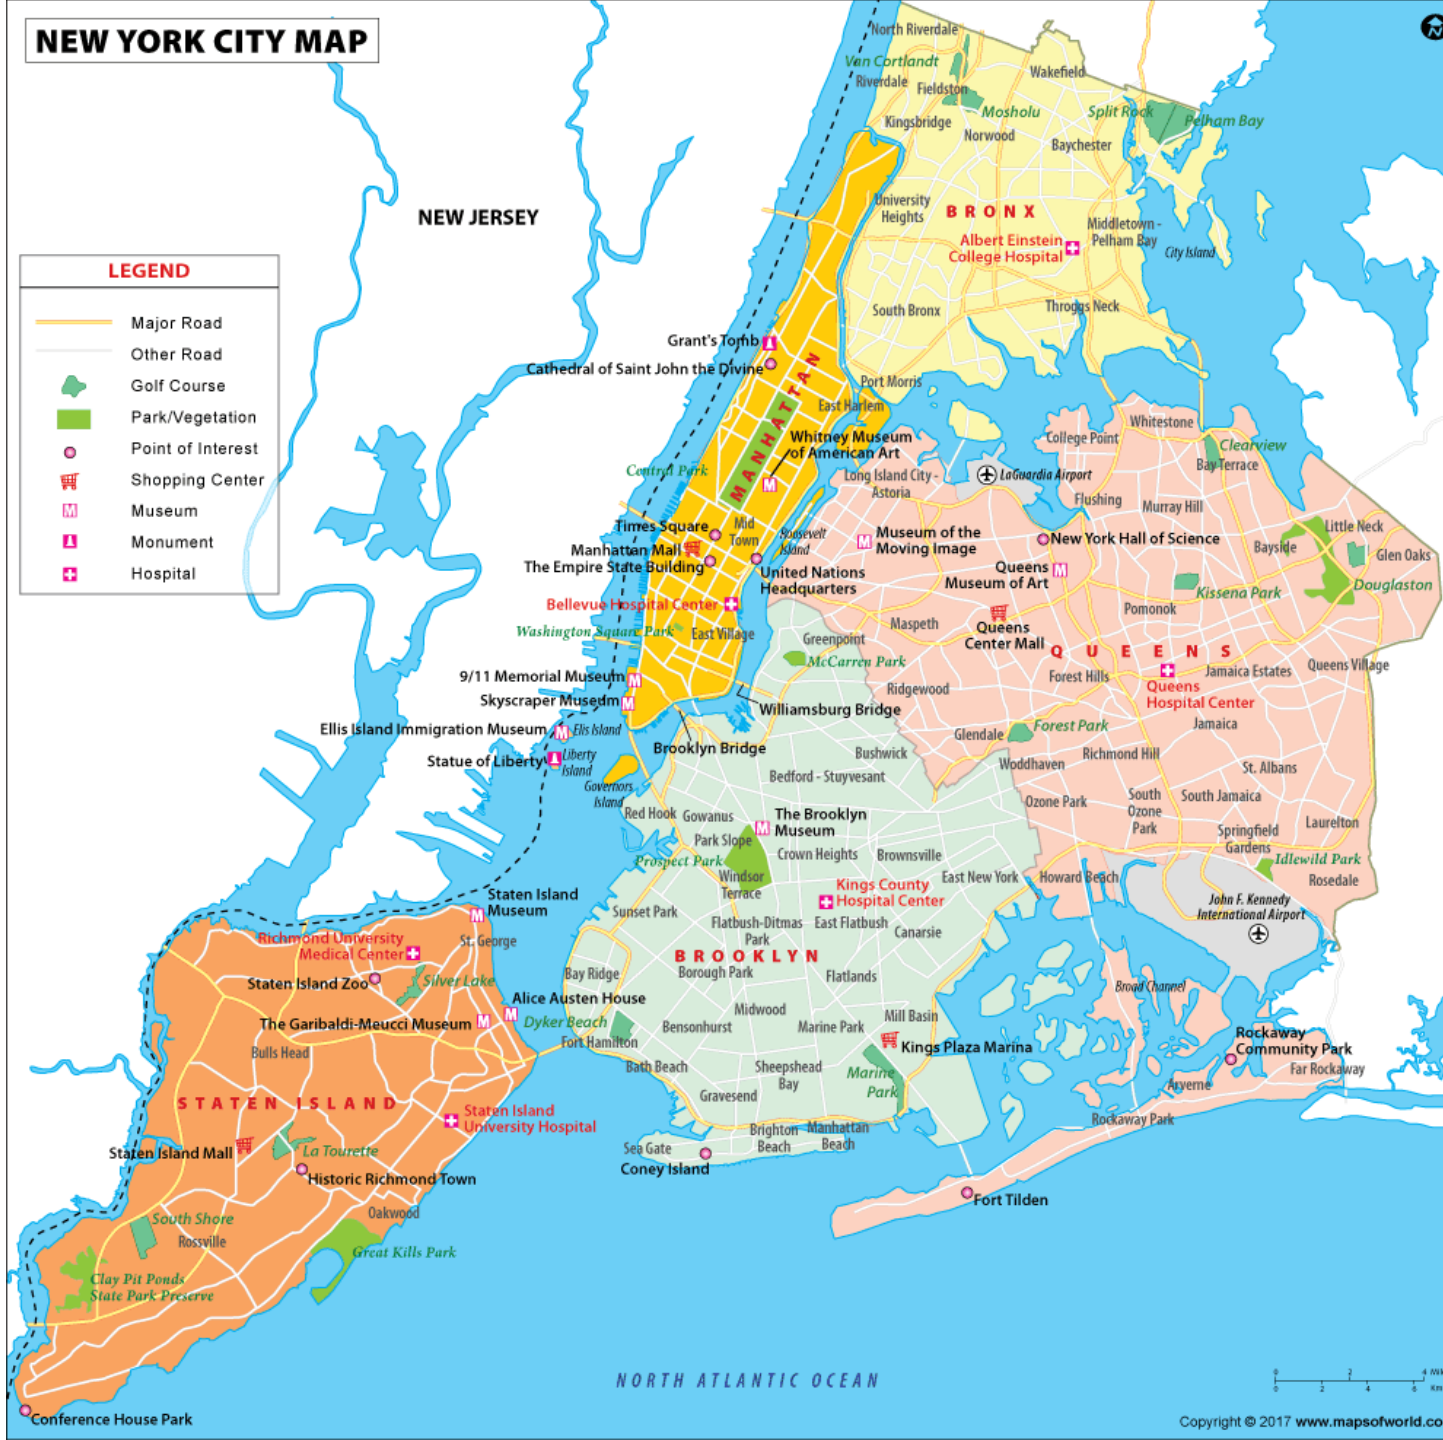 NEW YORK CITY MAP
N
North Riverdale
Van Cortlandt
Riverdale
Fieldston
Wakefield
Mosholu
Split Rock
Pelham Bay
Kingsbridge
Norwood
Baychester
NEW JERSEY
University
Heights
BRONX
Middletown -
Pelham Bay
Albert Einstein
College Hospital
City Island
South Bronx
Throggs Neck
LEGEND
Major Road
Other Road
Golf Course
Park/Vegetation
Point of Interest
Shopping Center
Museum
Monument
Hospital
Grant's Tomb
Cathedral of Saint John the Divine
MANHATTAN
Port Morris
East Harlem
Whitney Museum
of American Art
Central Park
Times Square
Mid
Town
Roosevelt
Island
Manhattan Mall
The Empire State Building
United Nations
Headquarters
Bellevue Hospital Center
Washington Square Park
East Village
9/11 Memorial Museum
Skyscraper Museum
Ellis Island Immigration Museum
Elis Island
Statue of Liberty
Liberty
Island
Governors
Island
Williamsburg Bridge
Brooklyn Bridge
College Point
Whitestone
Clearview
Bay Terrace
Long Island City -
Astoria
LaGuardia Airport
Flushing
Murray Hill
Little Neck
Museum of the
Moving Image
New York Hall of Science
Bayside
Glen Oaks
Queens
Museum of Art
Kissena Park
Douglaston
Pomonok
Maspeth
Queens
Center Mall
QUEENS
Greenpoint
McCarren Park
Forest Hills
Jamaica Estates
Queens Village
Ridgewood
Queens
Hospital Center
Jamaica
Glendale
Forest Park
Bushwick
Woddhaven
Richmond Hill
Bedford - Stuyvesant
St. Albans
Ozone Park
South
Ozone
Park
South Jamaica
Red Hook
Gowanus
The Brooklyn
Museum
Springfield
Gardens
Laurelton
Park Slope
Crown Heights
Brownsville
Idlewild Park
Prospect Park
Windsor
Terrace
East New York
Howard Beach
Rosedale
Kings County
Hospital Center
John F. Kennedy
International Airport
Sunset Park
Flatbush-Ditmas
Park
East Flatbush
Canarsie
BROOKLYN
Bay Ridge
Borough Park
Flatlands
Broad Channel
Midwood
Mill Basin
Bensonhurst
Marine Park
Dyker Beach
Fort Hamilton
Kings Plaza Marina
Rockaway
Community Park
Bath Beach
Sheepshead
Bay
Marine
Park
Far Rockaway
Arverne
Gravesend
Rockaway Park
Brighton
Beach
Manhattan
Beach
Sea Gate
Coney Island
Fort Tilden
Staten Island
Museum
Richmond University
Medical Center
St. George
Staten Island Zoo
Silver Lake
Alice Austen House
The Garibaldi-Meucci Museum
Bulls Head
STATEN ISLAND
Staten Island
University Hospital
Staten Island Mall
La Tourette
Historic Richmond Town
Oakwood
South Shore
Rossville
Great Kills Park
Clay Pit Ponds
State Park Preserve
Conference House Park
NORTH ATLANTIC OCEAN
0 2 4 Mi
0 2 4 6 Km
Copyright © 2017 www.mapsofworld.co